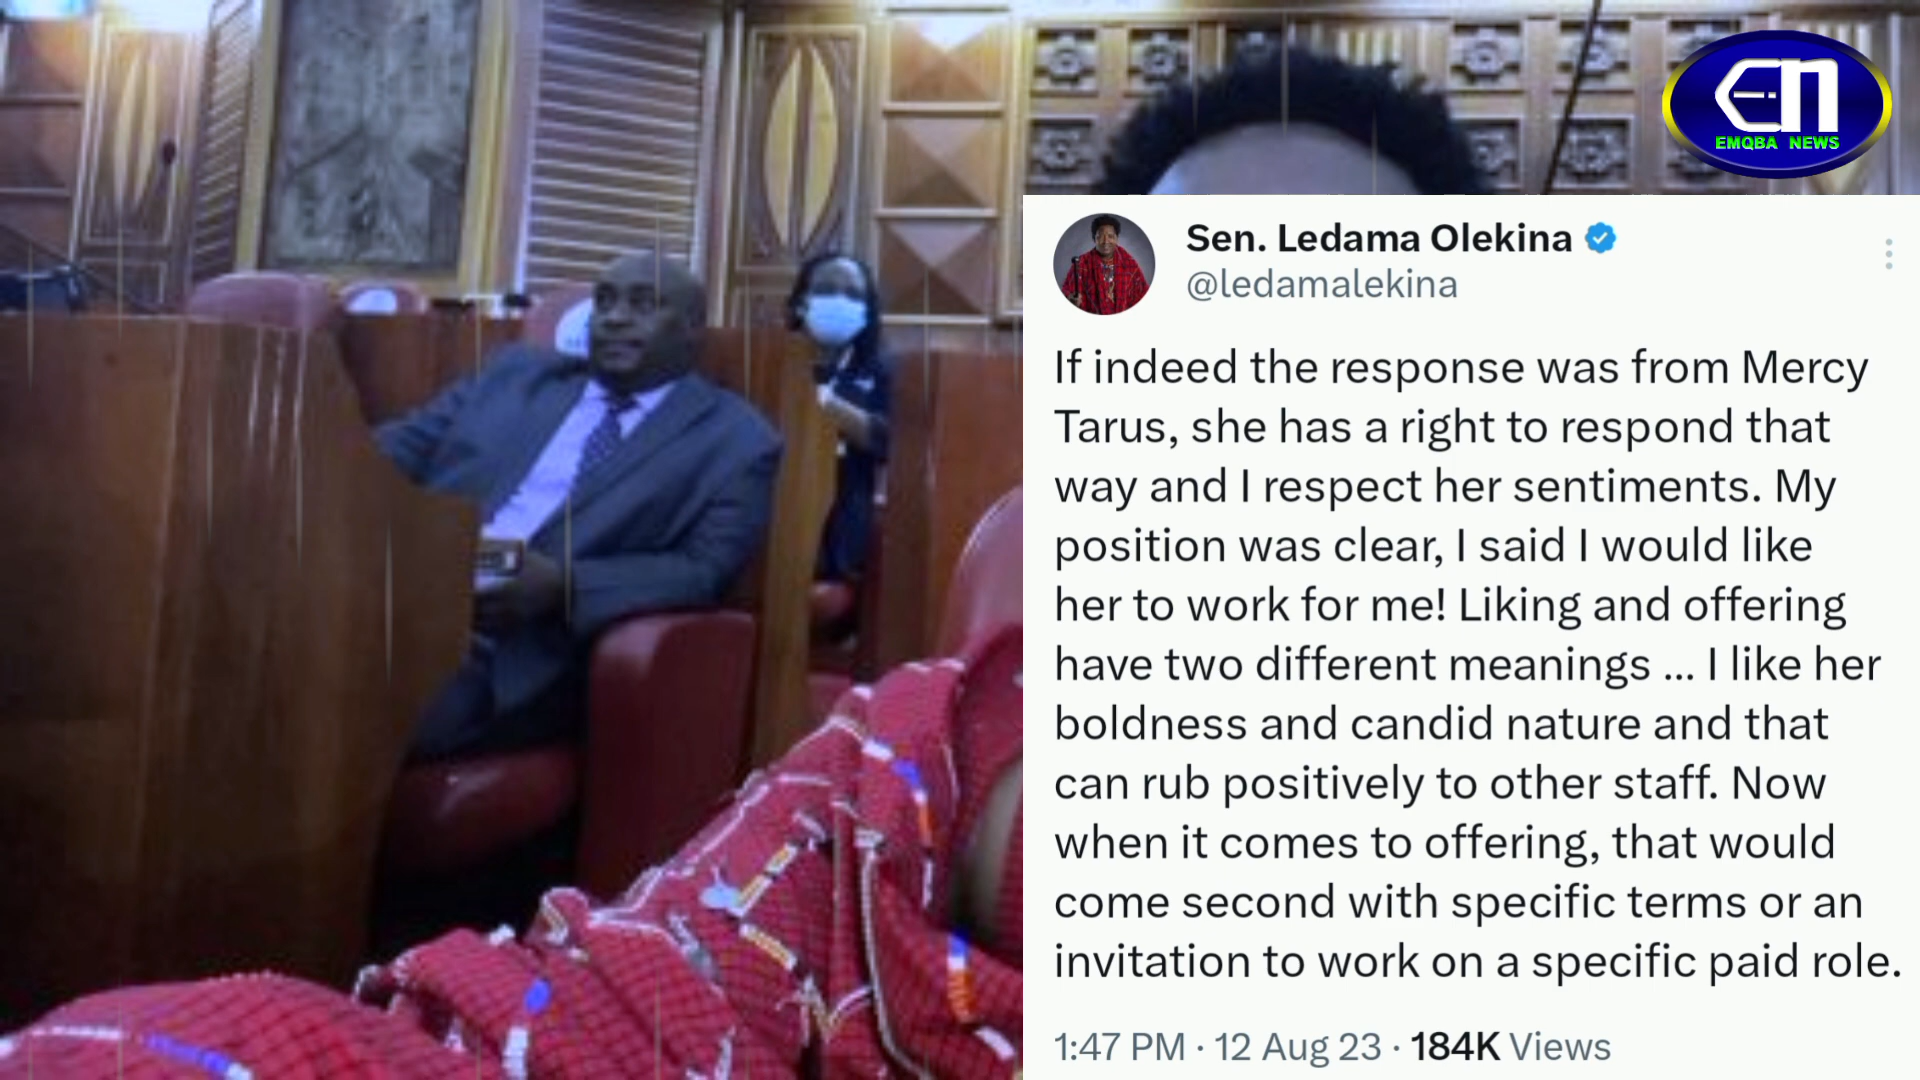 EN
EMQBA NEWS
Sen. Ledama Olekina
@ledamalekina
If indeed the response was from Mercy
Tarus, she has a right to respond that
way and I respect her sentiments. My
position was clear, I said I would like
her to work for me! Liking and offering
have two different meanings ... I like her
boldness and candid nature and that
can rub positively to other staff. Now
when it comes to offering, that would
come second with specific terms or an
invitation to work on a specific paid role.
1:47 PM · 12 Aug 23 · 184K Views